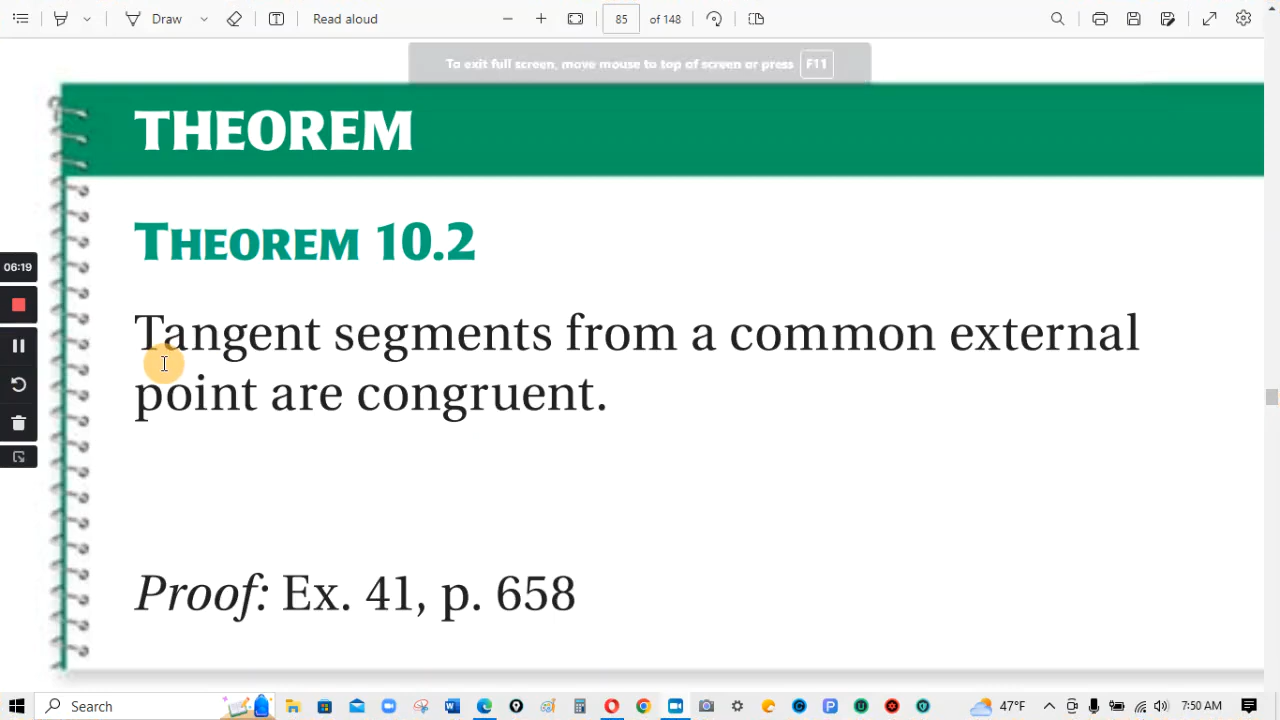 Draw
Read aloud
85 of 148
To exit full screen, move mouse to top of screen or press F11
THEOREM
THEOREM 10.2
Tangent segments from a common external
point are congruent.
06:19
Proof: Ex. 41, p. 658
Search
47°F
7:50 AM